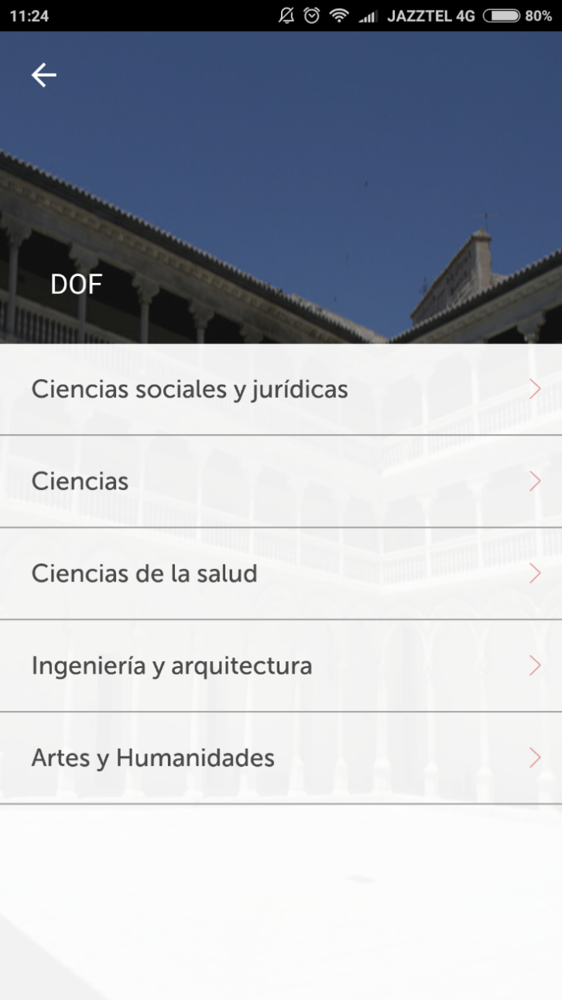 11:24 JAZZTEL 4G 80%
DOF
Ciencias sociales y jurídicas
Ciencias
Ciencias de la salud
Ingeniería y arquitectura
Artes y Humanidades